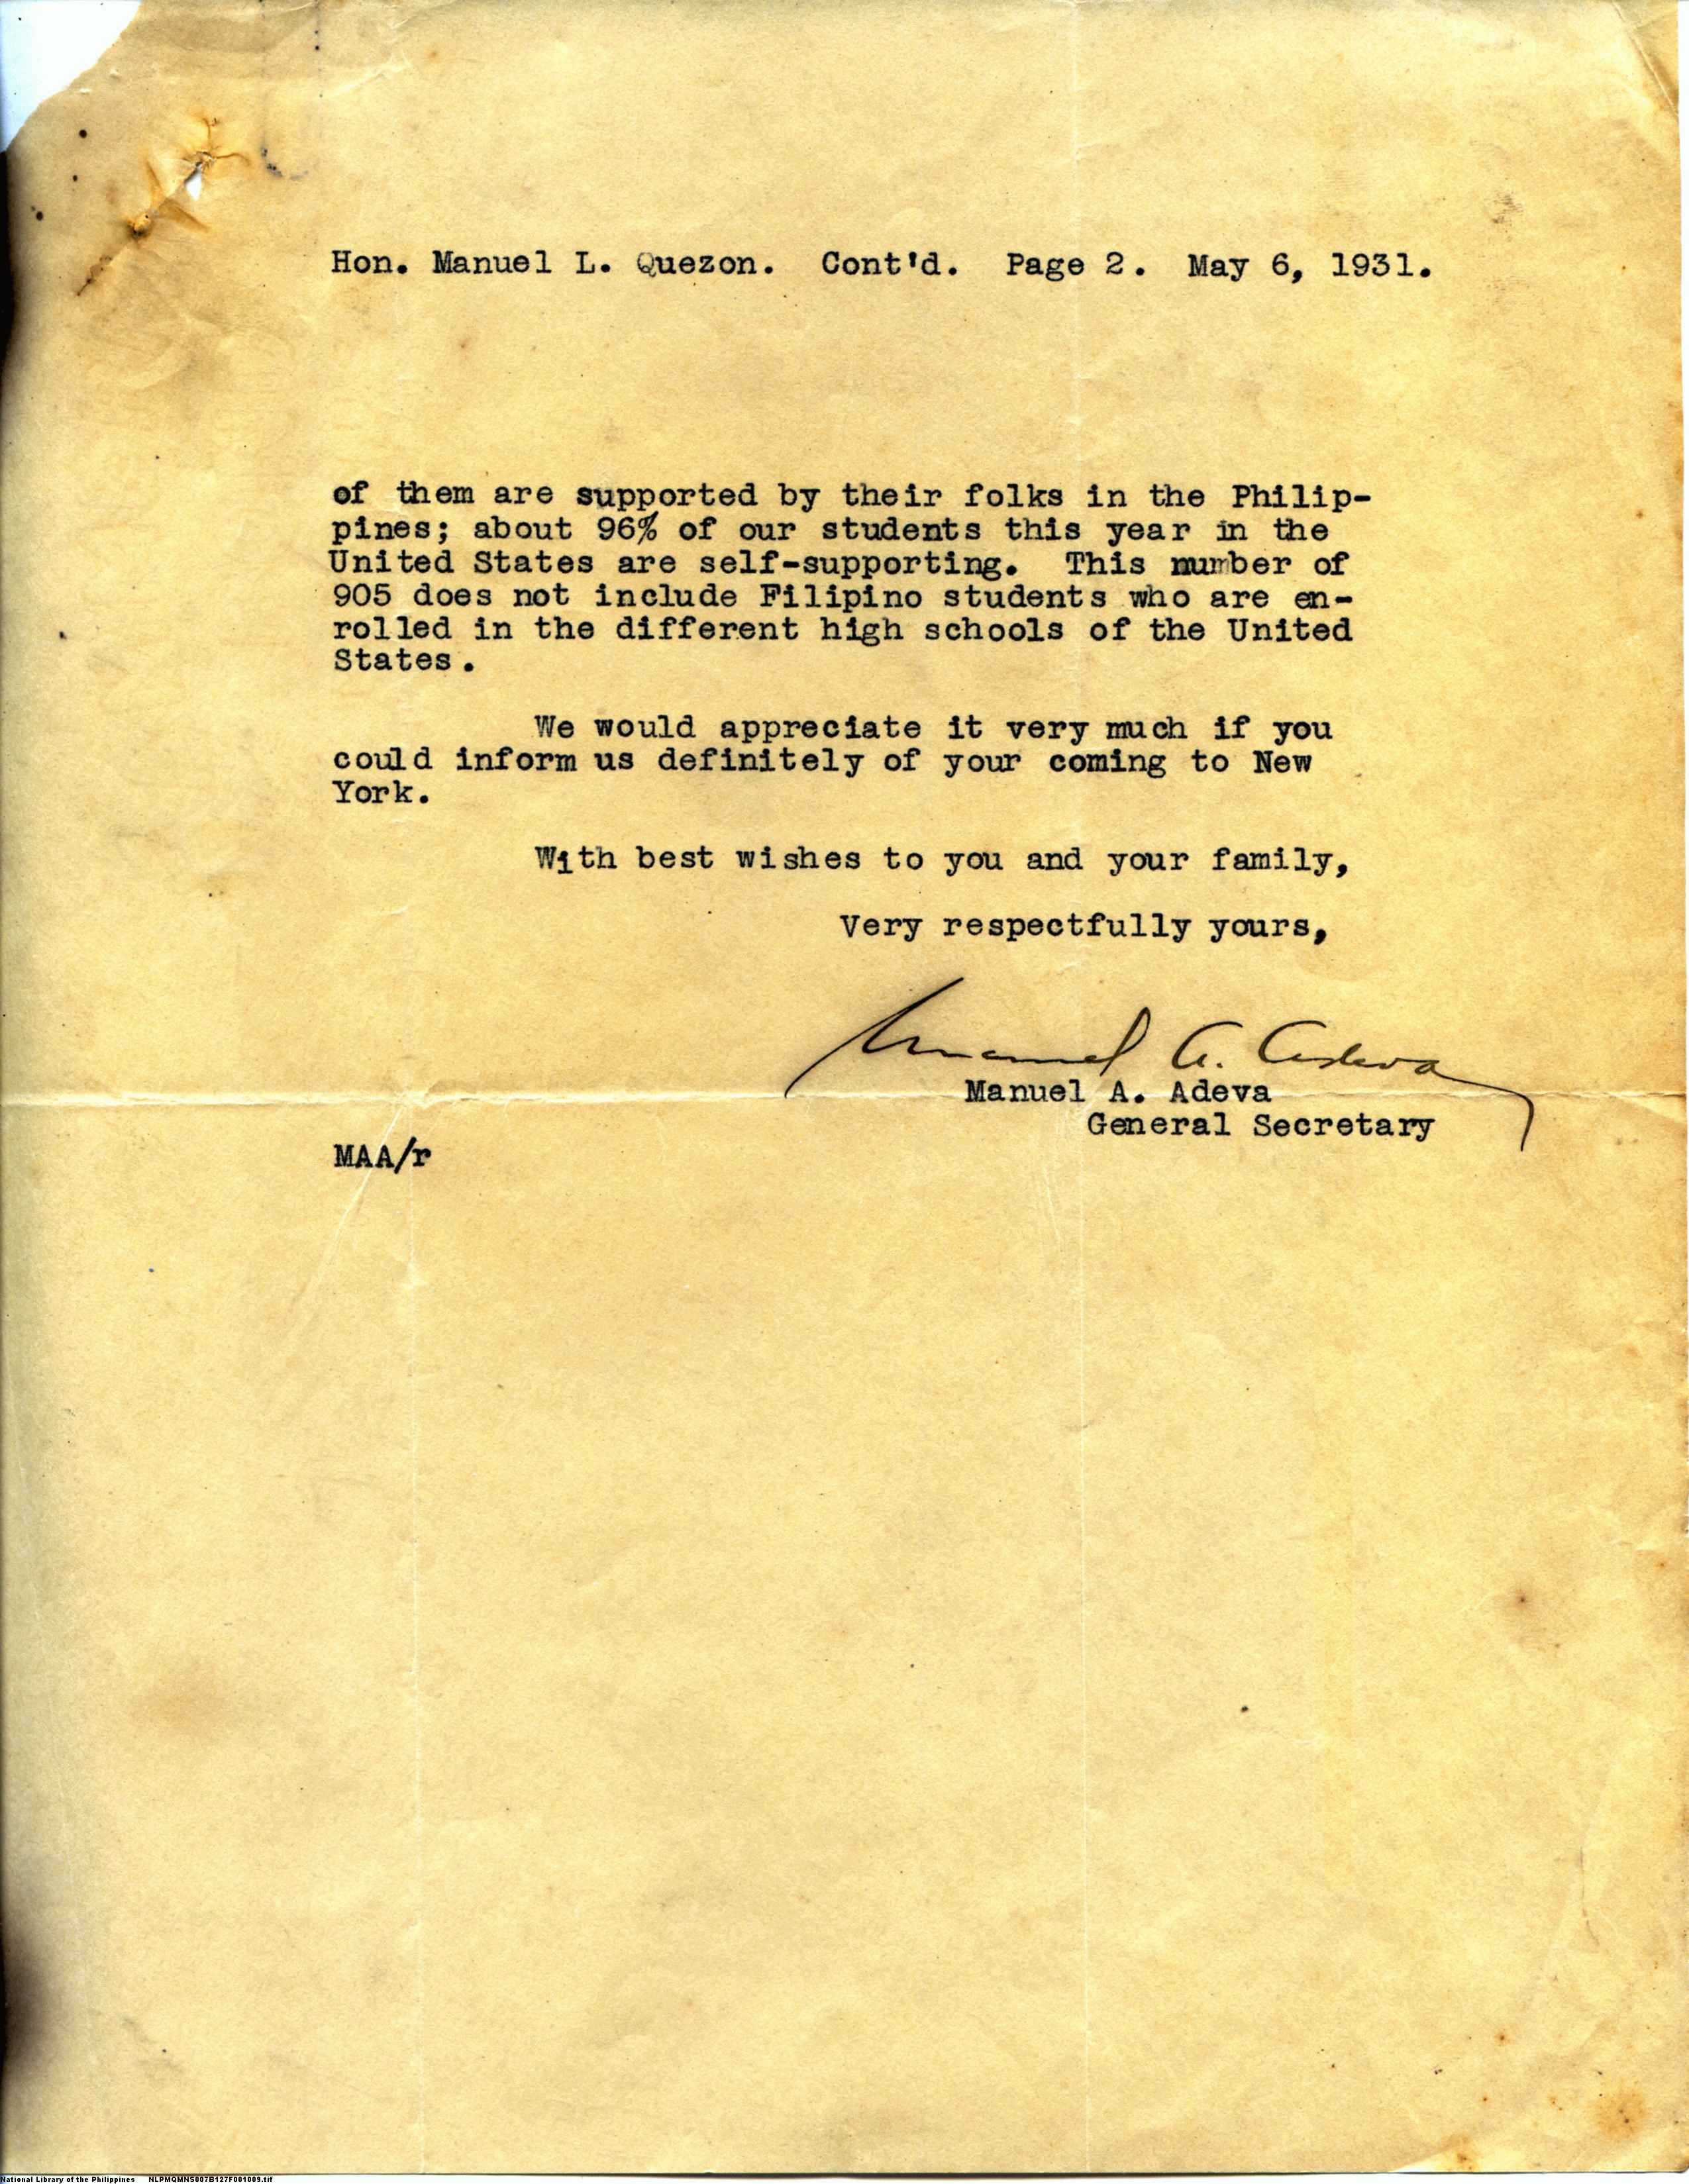 Hon. Manuel L. Quezon. Cont'd. Page 2. May 6, 1931.
of them are supported by their folks in the Philip-
pines; about 96% of our students this year in the
United States are self-supporting. This number of
905 does not include Filipino students who are en-
rolled in the different high schools of the United
States.
We would appreciate it very much if you
could inform us definitely of your coming to New
York.
With best wishes to you and your family,
Very respectfully yours,
Manuel A. Adeva
Manuel A. Adeva
General Secretary
MAA/r
National Library of the Philippines NLPMQMNS007B127F001009.tif